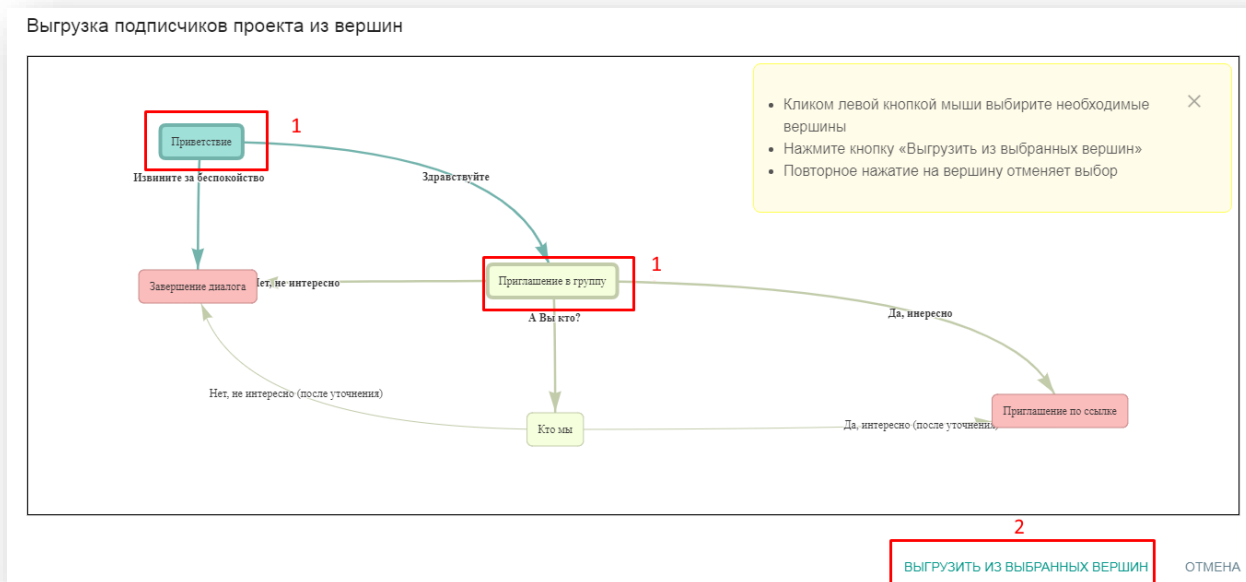 Выгрузка подписчиков проекта из вершин
• Кликом левой кнопкой мыши выбирите необходимые
вершины
• Нажмите кнопку «Выгрузить из выбранных вершин»
• Повторное нажатие на вершину отменяет выбор
1
Приветствие
Извините за беспокойство
Здравствуйте
1
Завершение диалога
Нет, не интересно
Приглашение в группу
А Вы кто?
Да, инересно
Нет, не интересно (после уточнения)
Приглашение по ссылке
Кто мы
Да, интересно (после уточнения)
2
ВЫГРУЗИТЬ ИЗ ВЫБРАННЫХ ВЕРШИН
ОТМЕНА